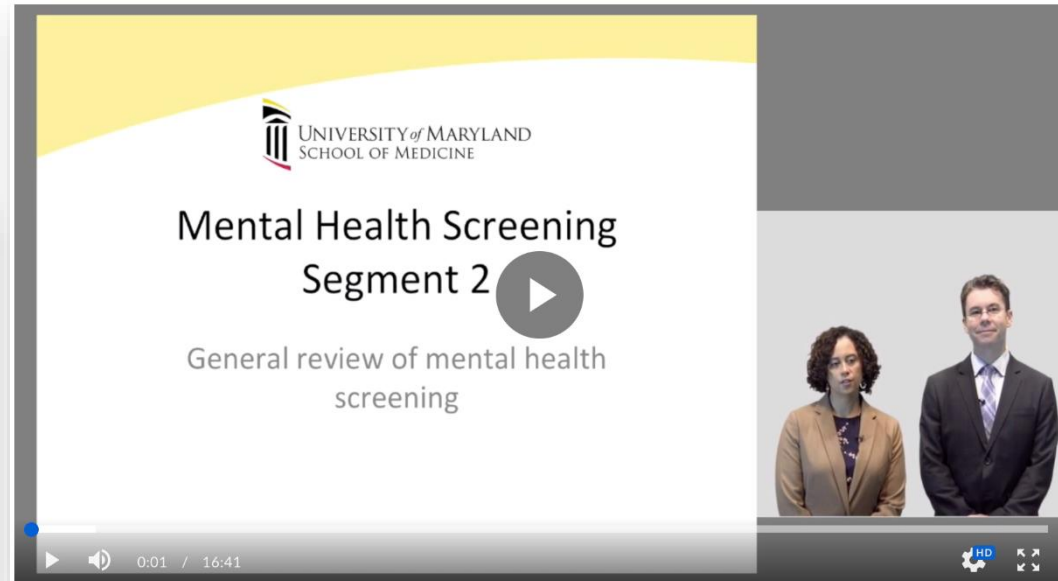 UNIVERSITY of MARYLAND
SCHOOL OF MEDICINE
Mental Health Screening
Segment 2
General review of mental health
screening
0:01 / 16:41
HD